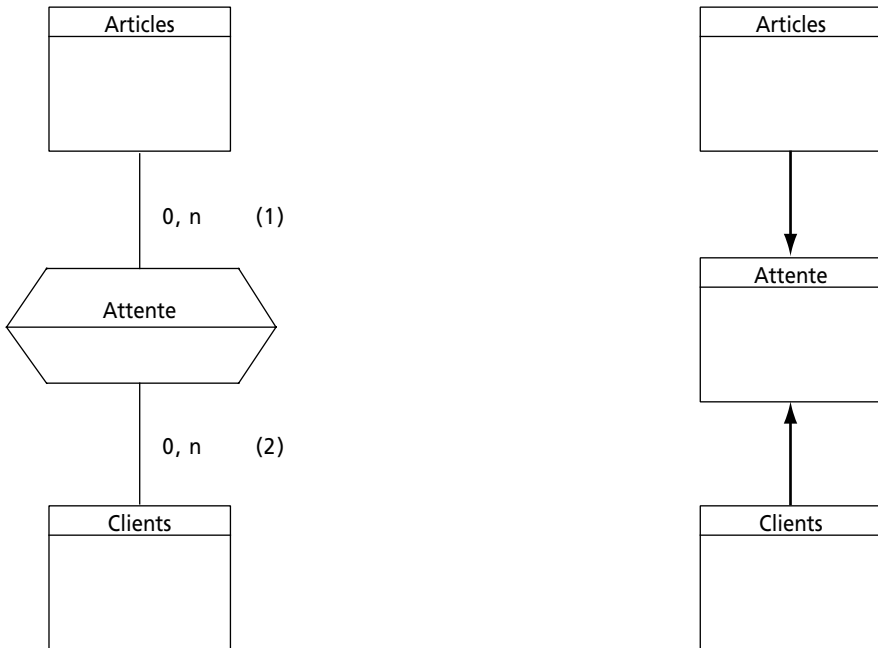 Articles
0, n (1)
Attente
0, n (2)
Clients
Articles
Attente
Clients